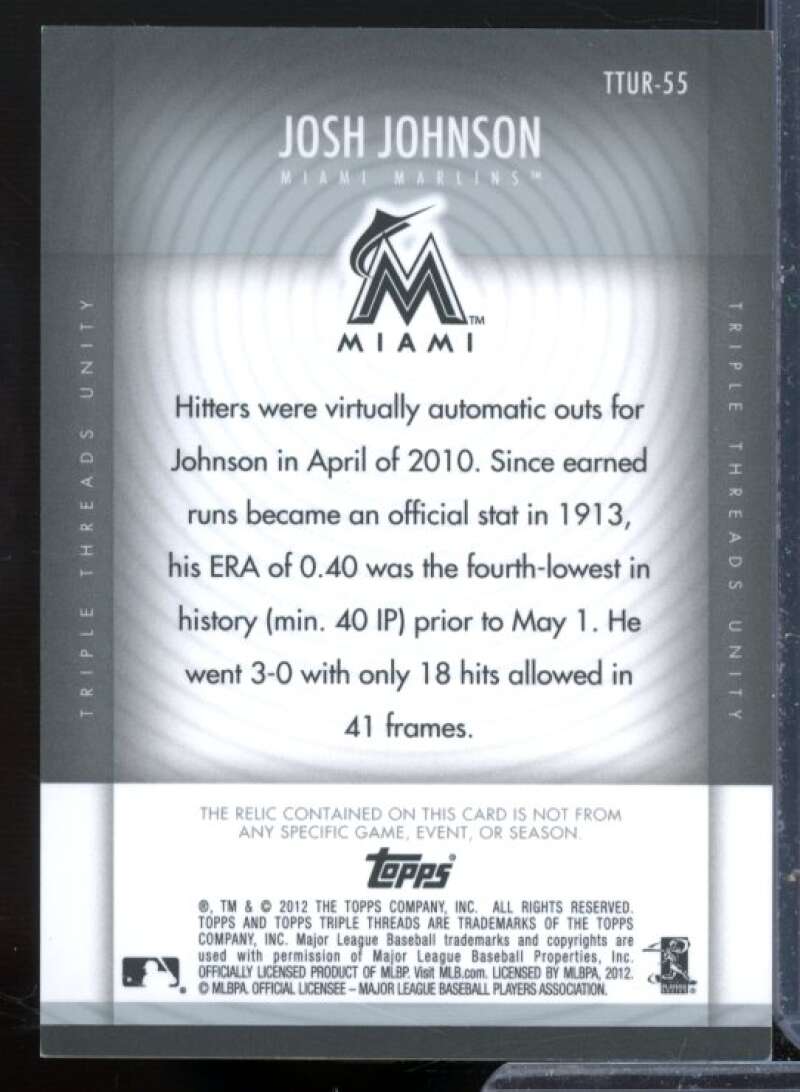 TTUR-55
JOSH JOHNSON
MIAMI MARLINS™
M™
MIAMI
TRIPLE THREADS UNITY
TRIPLE THREADS UNITY
Hitters were virtually automatic outs for
Johnson in April of 2010. Since earned
runs became an official stat in 1913,
his ERA of 0.40 was the fourth-lowest in
history (min. 40 IP) prior to May 1. He
went 3-0 with only 18 hits allowed in
41 frames.
THE RELIC CONTAINED ON THIS CARD IS NOT FROM
ANY SPECIFIC GAME, EVENT, OR SEASON.
Topps®
®, TM & © 2012 THE TOPPS COMPANY, INC. ALL RIGHTS RESERVED.
TOPPS AND TOPPS TRIPLE THREADS ARE TRADEMARKS OF THE TOPPS
COMPANY, INC. Major League Baseball trademarks and copyrights are
used with permission of Major League Baseball Properties, Inc.
OFFICIALLY LICENSED PRODUCT OF MLBP. Visit MLB.com. LICENSED BY MLBPA, 2012.
© MLBPA. OFFICIAL LICENSEE – MAJOR LEAGUE BASEBALL PLAYERS ASSOCIATION.